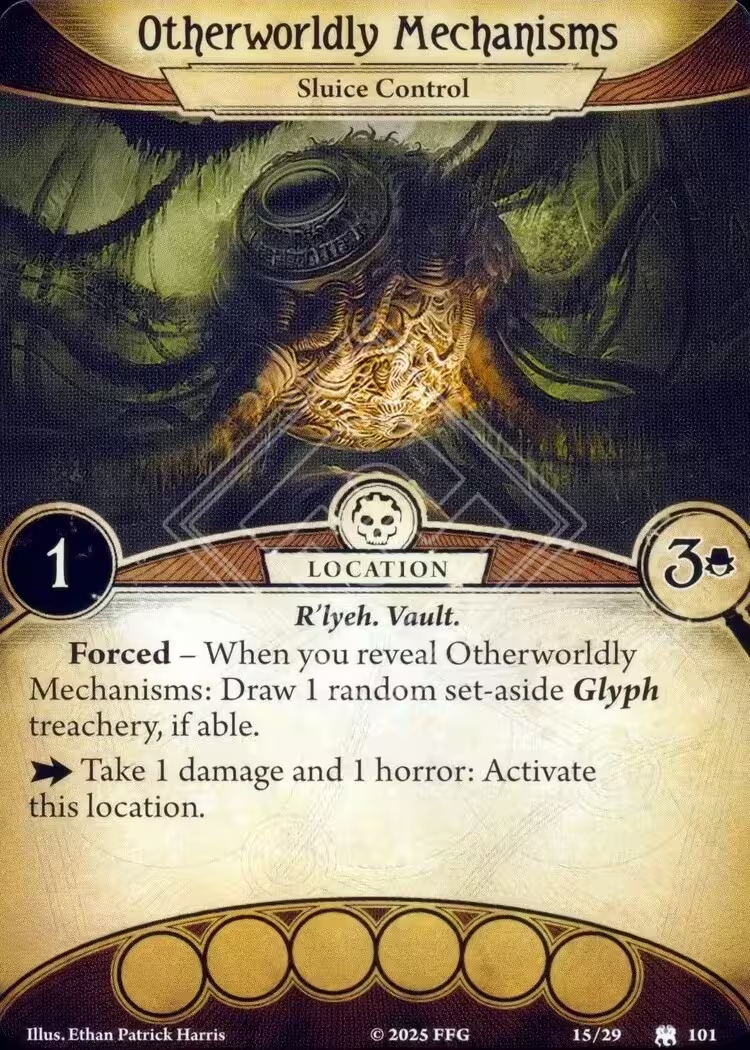 Otherworldly Mechanisms
Sluice Control
1
3
LOCATION
R'lyeh. Vault.
Forced – When you reveal Otherworldly
Mechanisms: Draw 1 random set-aside Glyph
treachery, if able.
Take 1 damage and 1 horror: Activate
this location.
Illus. Ethan Patrick Harris
© 2025 FFG
15/29
101